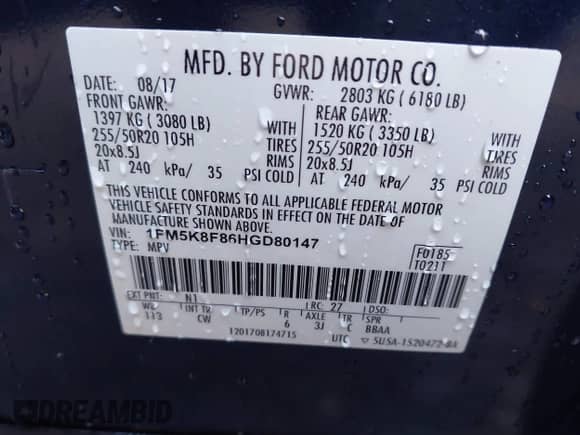 MFD. BY FORD MOTOR CO.
DATE: 08/17 GVWR: 2803 KG ( 6180 LB)
FRONT GAWR: REAR GAWR:
1397 KG ( 3080 LB) WITH 1520 KG ( 3350 LB) WITH
255/50R20 105H TIRES 255/50R20 105H TIRES
20x8.5J RIMS 20x8.5J RIMS
AT 240 kPa/ 35 PSI COLD AT 240 kPa/ 35 PSI COLD
THIS VEHICLE CONFORMS TO ALL APPLICABLE FEDERAL MOTOR
VEHICLE SAFETY STANDARDS IN EFFECT ON THE DATE OF
MANUFACTURE SHOWN ABOVE.
VIN: 1FM5K8F86HGD80147
TYPE: MPV
F0185
T0211
EXT PNT: N1 RC: 27 DSO:
WB INT TR TP/PS R AXLE TR SPR
113 CW 6 3J C BBAA
1201708174715 UTC
5U5A-1520472-BA
DREAMBID